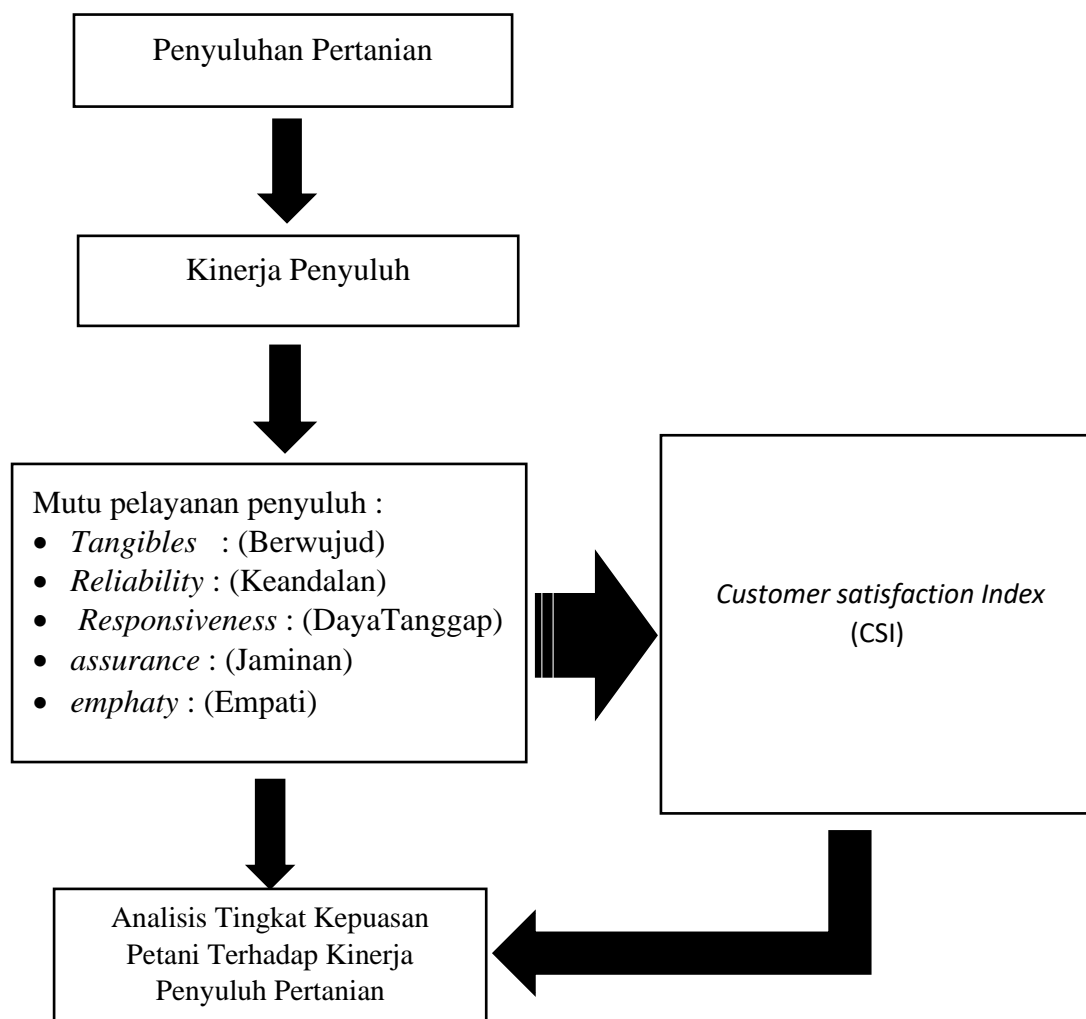 Penyuluhan Pertanian
Kinerja Penyuluh
Mutu pelayanan penyuluh :
• Tangibles : (Berwujud)
• Reliability : (Keandalan)
• Responsiveness : (DayaTanggap)
• assurance : (Jaminan)
• emphaty : (Empati)
Customer satisfaction Index
(CSI)
Analisis Tingkat Kepuasan
Petani Terhadap Kinerja
Penyuluh Pertanian